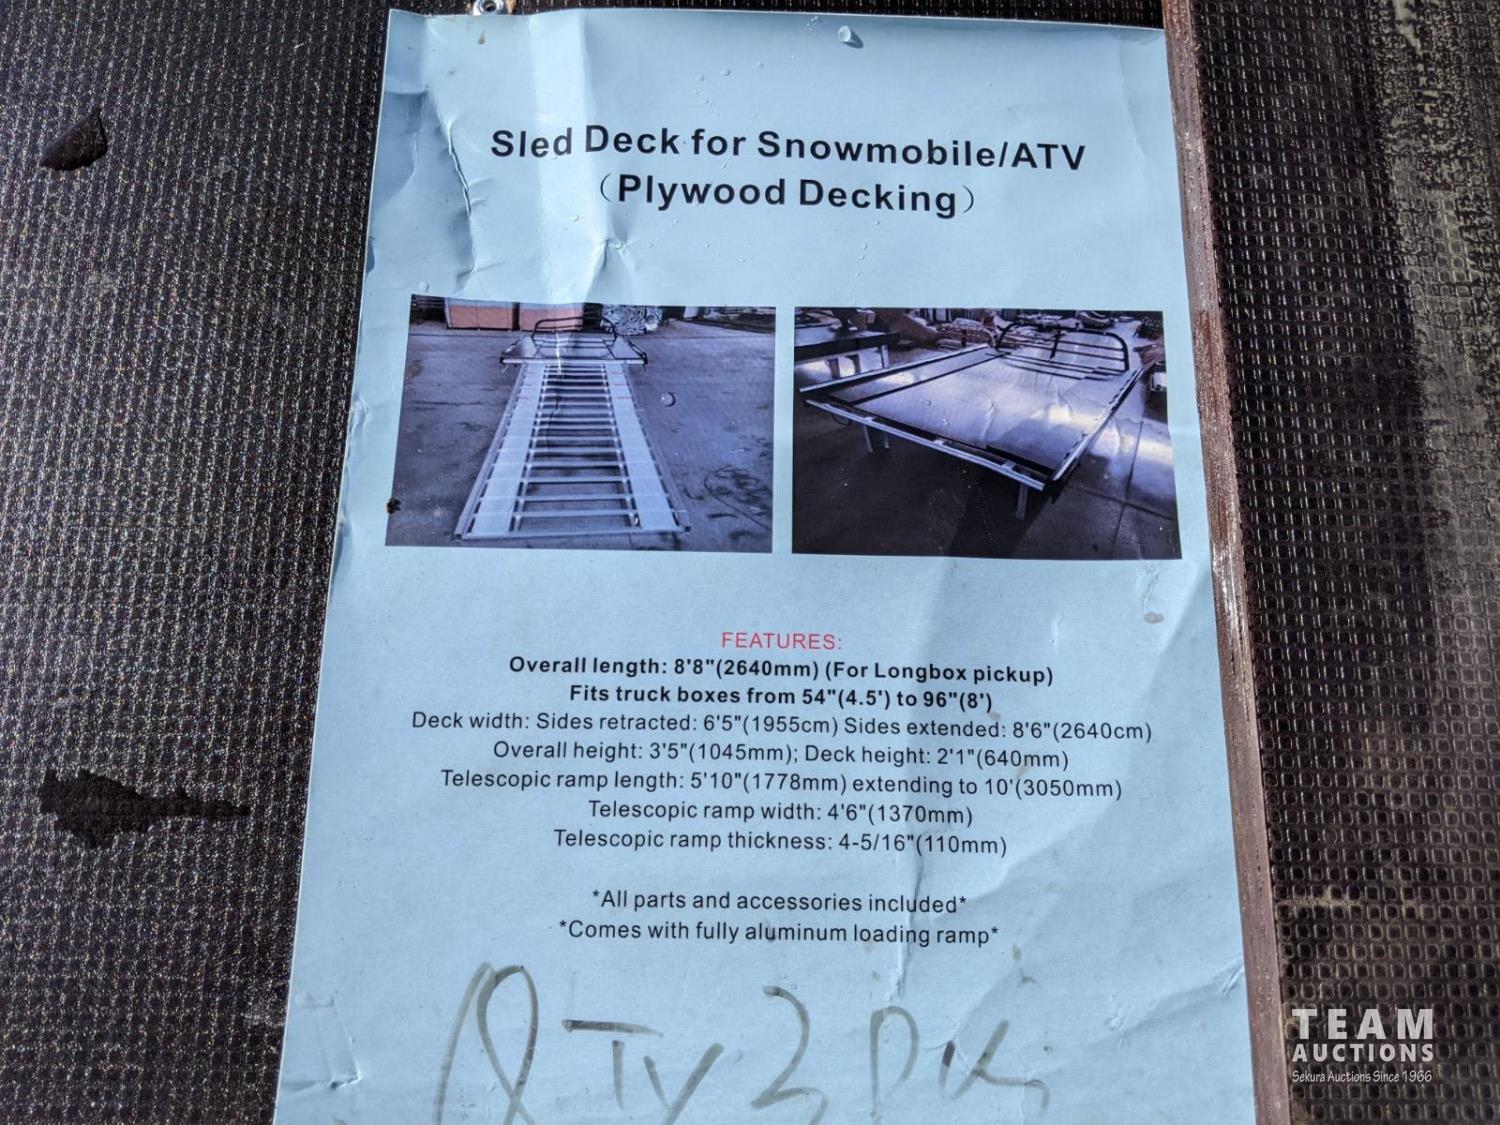 Sled Deck for Snowmobile/ATV
（Plywood Decking）
FEATURES:
Overall length: 8'8"(2640mm) (For Longbox pickup)
Fits truck boxes from 54"(4.5') to 96"(8')
Deck width: Sides retracted: 6'5"(1955cm) Sides extended: 8'6"(2640cm)
Overall height: 3'5"(1045mm); Deck height: 2'1"(640mm)
Telescopic ramp length: 5'10"(1778mm) extending to 10'(3050mm)
Telescopic ramp width: 4'6"(1370mm)
Telescopic ramp thickness: 4-5/16"(110mm)
*All parts and accessories included*
*Comes with fully aluminum loading ramp*
QTY 3
TEAM
AUCTIONS
Sekura Auctions Since 1966